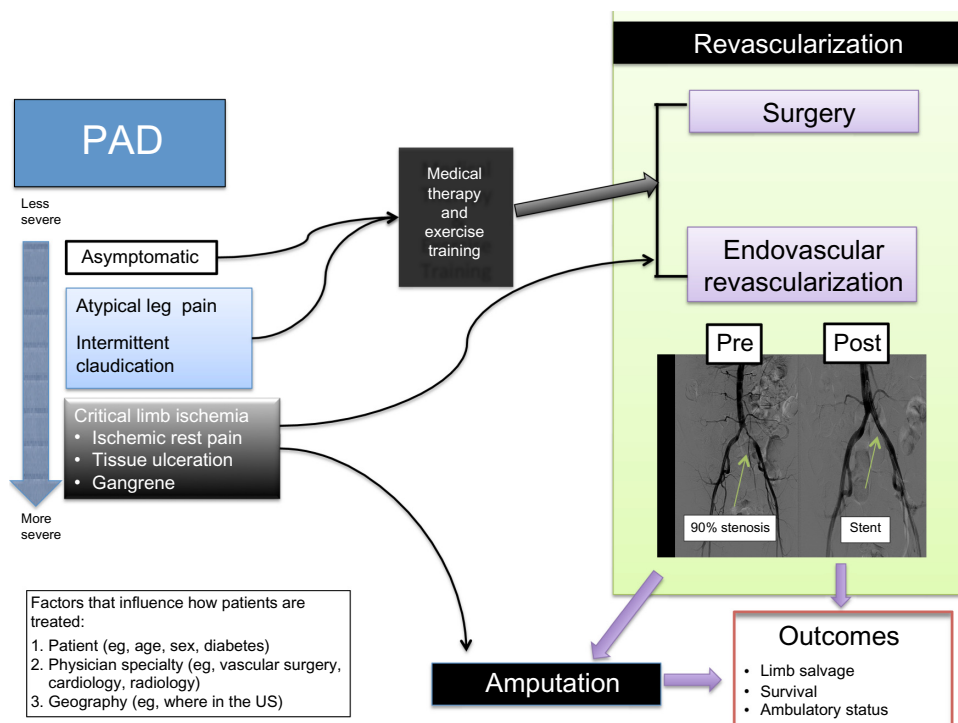 Revascularization
PAD
Surgery
Less
severe
Medical
therapy
and
exercise
training
Asymptomatic
Endovascular
revascularization
Atypical leg pain
Intermittent
claudication
Pre
Post
Critical limb ischemia
• Ischemic rest pain
• Tissue ulceration
• Gangrene
More
severe
90% stenosis
Stent
Factors that influence how patients are
treated:
1. Patient (eg, age, sex, diabetes)
2. Physician specialty (eg, vascular surgery,
cardiology, radiology)
3. Geography (eg, where in the US)
Amputation
Outcomes
• Limb salvage
• Survival
• Ambulatory status